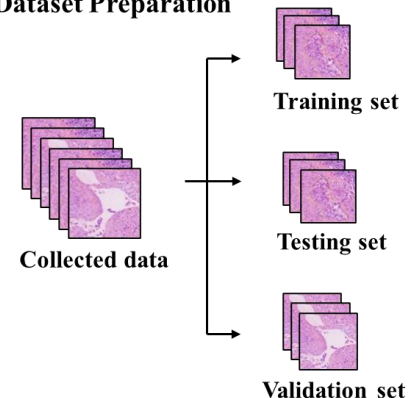 Dataset Preparation
Training set
Collected data
Testing set
Validation set